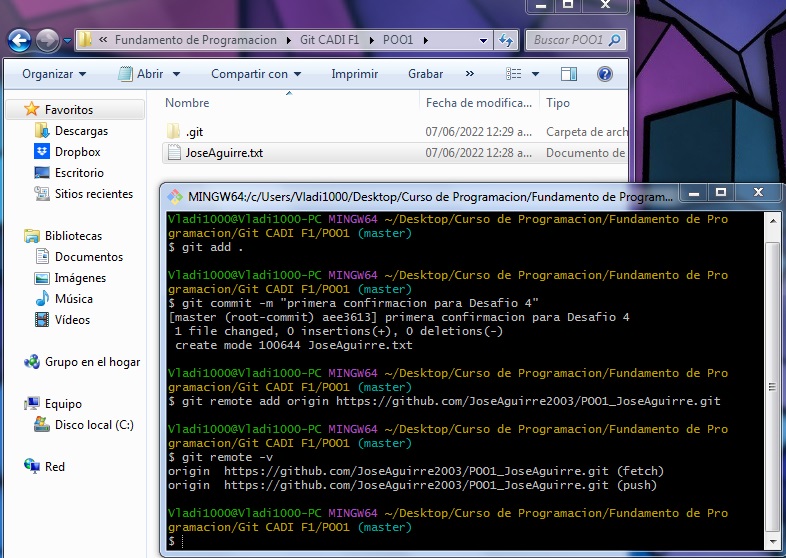 « Fundamento de Programacion ▸ Git CADI F1 ▸ POO1 ▸
Buscar POO1
Organizar Abrir Compartir con Imprimir Grabar »
Nombre Fecha de modifica... Tipo
.git 07/06/2022 12:29 a... Carpeta de arch
JoseAguirre.txt 07/06/2022 12:28 a... Documento de
Favoritos
Descargas
Dropbox
Escritorio
Sitios recientes
Bibliotecas
Documentos
Imágenes
Música
Vídeos
Grupo en el hogar
Equipo
Disco local (C:)
Red
MINGW64:/c/Users/Vladi1000/Desktop/Curso de Programacion/Fundamento de Program...
Vladi1000@Vladi1000-PC MINGW64 ~/Desktop/Curso de Programacion/Fundamento de Pro
gramacion/Git CADI F1/POO1 (master)
$ git add .
Vladi1000@Vladi1000-PC MINGW64 ~/Desktop/Curso de Programacion/Fundamento de Pro
gramacion/Git CADI F1/POO1 (master)
$ git commit -m "primera confirmacion para Desafio 4"
[master (root-commit) aee3613] primera confirmacion para Desafio 4
1 file changed, 0 insertions(+), 0 deletions(-)
create mode 100644 JoseAguirre.txt
Vladi1000@Vladi1000-PC MINGW64 ~/Desktop/Curso de Programacion/Fundamento de Pro
gramacion/Git CADI F1/POO1 (master)
$ git remote add origin https://github.com/JoseAguirre2003/POO1_JoseAguirre.git
Vladi1000@Vladi1000-PC MINGW64 ~/Desktop/Curso de Programacion/Fundamento de Pro
gramacion/Git CADI F1/POO1 (master)
$ git remote -v
origin https://github.com/JoseAguirre2003/POO1_JoseAguirre.git (fetch)
origin https://github.com/JoseAguirre2003/POO1_JoseAguirre.git (push)
Vladi1000@Vladi1000-PC MINGW64 ~/Desktop/Curso de Programacion/Fundamento de Pro
gramacion/Git CADI F1/POO1 (master)
$